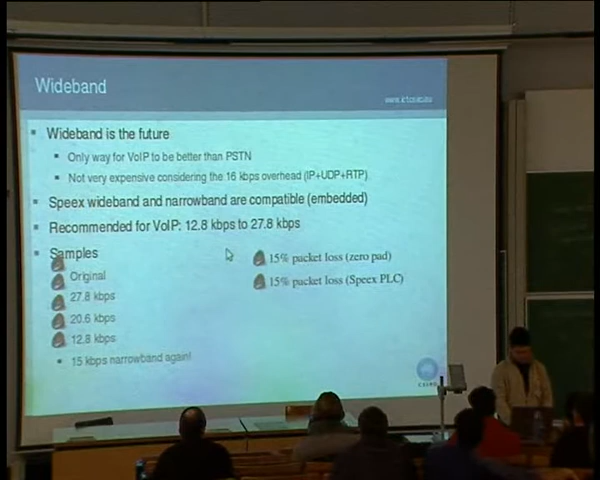 Wideband
Wideband is the future
Only way for VoIP to be better than PSTN
Not very expensive considering the 16 kbps overhead (IP+UDP+RTP)
Speex wideband and narrowband are compatible (embedded)
Recommended for VoIP: 12.8 kbps to 27.8 kbps
Samples
Original
27.8 kbps
20.6 kbps
12.8 kbps
15 kbps narrowband again!
15% packet loss (zero pad)
15% packet loss (Speex PLC)
CSIRO